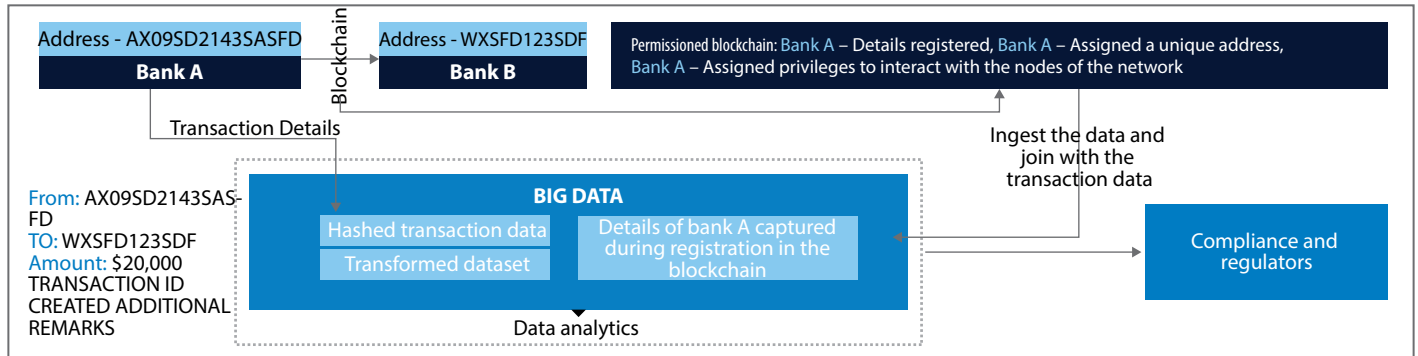 Address - AX09SD2143SASFD
Bank A
Blockchain
Address - WXSFD123SDF
Bank B
Permissioned blockchain: Bank A – Details registered, Bank A – Assigned a unique address,
Bank A – Assigned privileges to interact with the nodes of the network
Transaction Details
Ingest the data and
join with the
transaction data
From: AX09SD2143SAS-
FD
TO: WXSFD123SDF
Amount: $20,000
TRANSACTION ID
CREATED ADDITIONAL
REMARKS
BIG DATA
Hashed transaction data
Transformed dataset
Details of bank A captured
during registration in the
blockchain
Data analytics
Compliance and
regulators